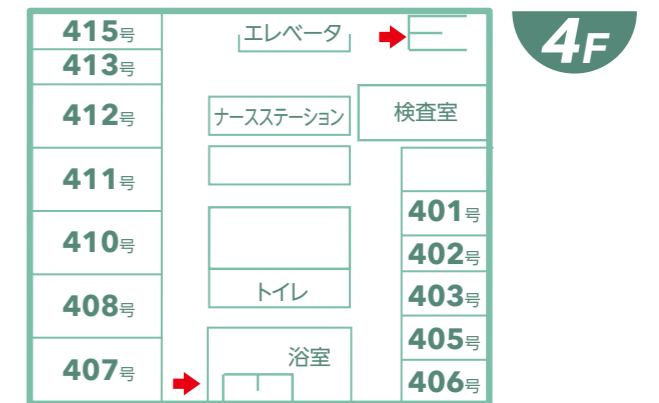 4F
415号
413号
412号
411号
410号
408号
407号
エレベータ
ナースステーション
検査室
トイレ
浴室
401号
402号
403号
405号
406号